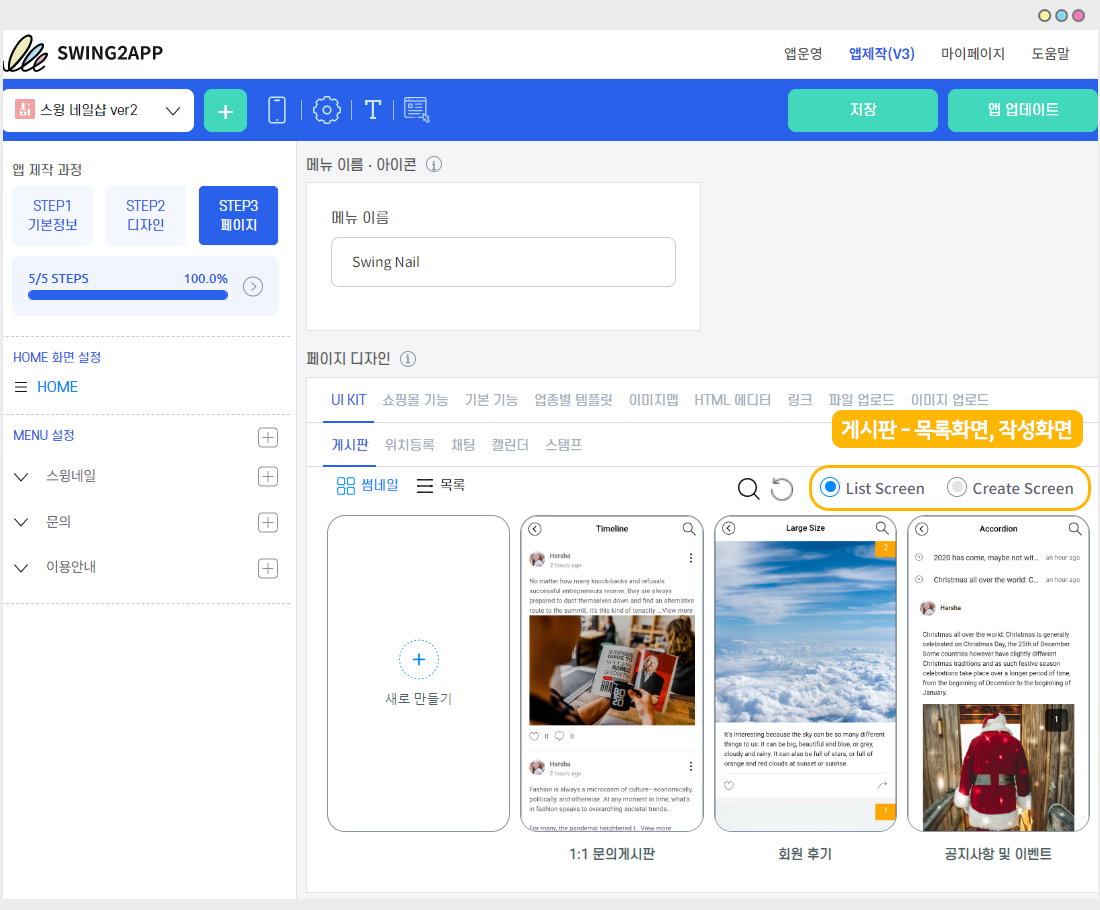 SWING2APP
앱운영 앱제작(V3) 마이페이지 도움말
스윙 네일샵 ver2
저장 앱 업데이트
앱 제작 과정
STEP1 기본정보
STEP2 디자인
STEP3 페이지
5/5 STEPS 100.0%
HOME 화면 설정
HOME
MENU 설정
스윙네일
문의
이용안내
메뉴 이름 · 아이콘
메뉴 이름
Swing Nail
페이지 디자인
UI KIT 쇼핑몰 기능 기본 기능 업종별 템플릿 이미지맵 HTML 에디터 링크 파일 업로드 이미지 업로드
게시판 - 목록화면, 작성화면
게시판 위치등록 채팅 캘린더 스탬프
썸네일 목록
List Screen Create Screen
새로 만들기
Timeline
Harsha
2 hours ago
No matter how many knock-backs and refusals
successful entrepreneurs receive, they are always
prepared to dust themselves down and find an alternative
route to the summit. It's this kind of tenacity ...View more
0 0
Harsha
2 hours ago
Fashion is always a microcosm of culture—economically,
politically, and otherwise. At any moment in time, what's
in fashion speaks to overarching societal trends.
For many, the pandemic heightened t...View more
1:1 문의게시판
Large Size
2
It's interesting because the sky can be so many different
things to us: it can be big, beautiful and blue, or grey,
cloudy and rainy. It can also be full of stars, or full of
orange and red clouds at sunset or sunrise.
1
회원 후기
Accordion
2020 has come, maybe not wit... an hour ago
Christmas all over the world: C... an hour ago
Harsha
Christmas all over the world: Christmas is generally
celebrated on Christmas Day, the 25th of December.
Some countries however have slightly different
Christmas traditions and as such festive season
celebrations take place over a longer period of time,
from the beginning of December to the beginning of
January.
1
공지사항 및 이벤트